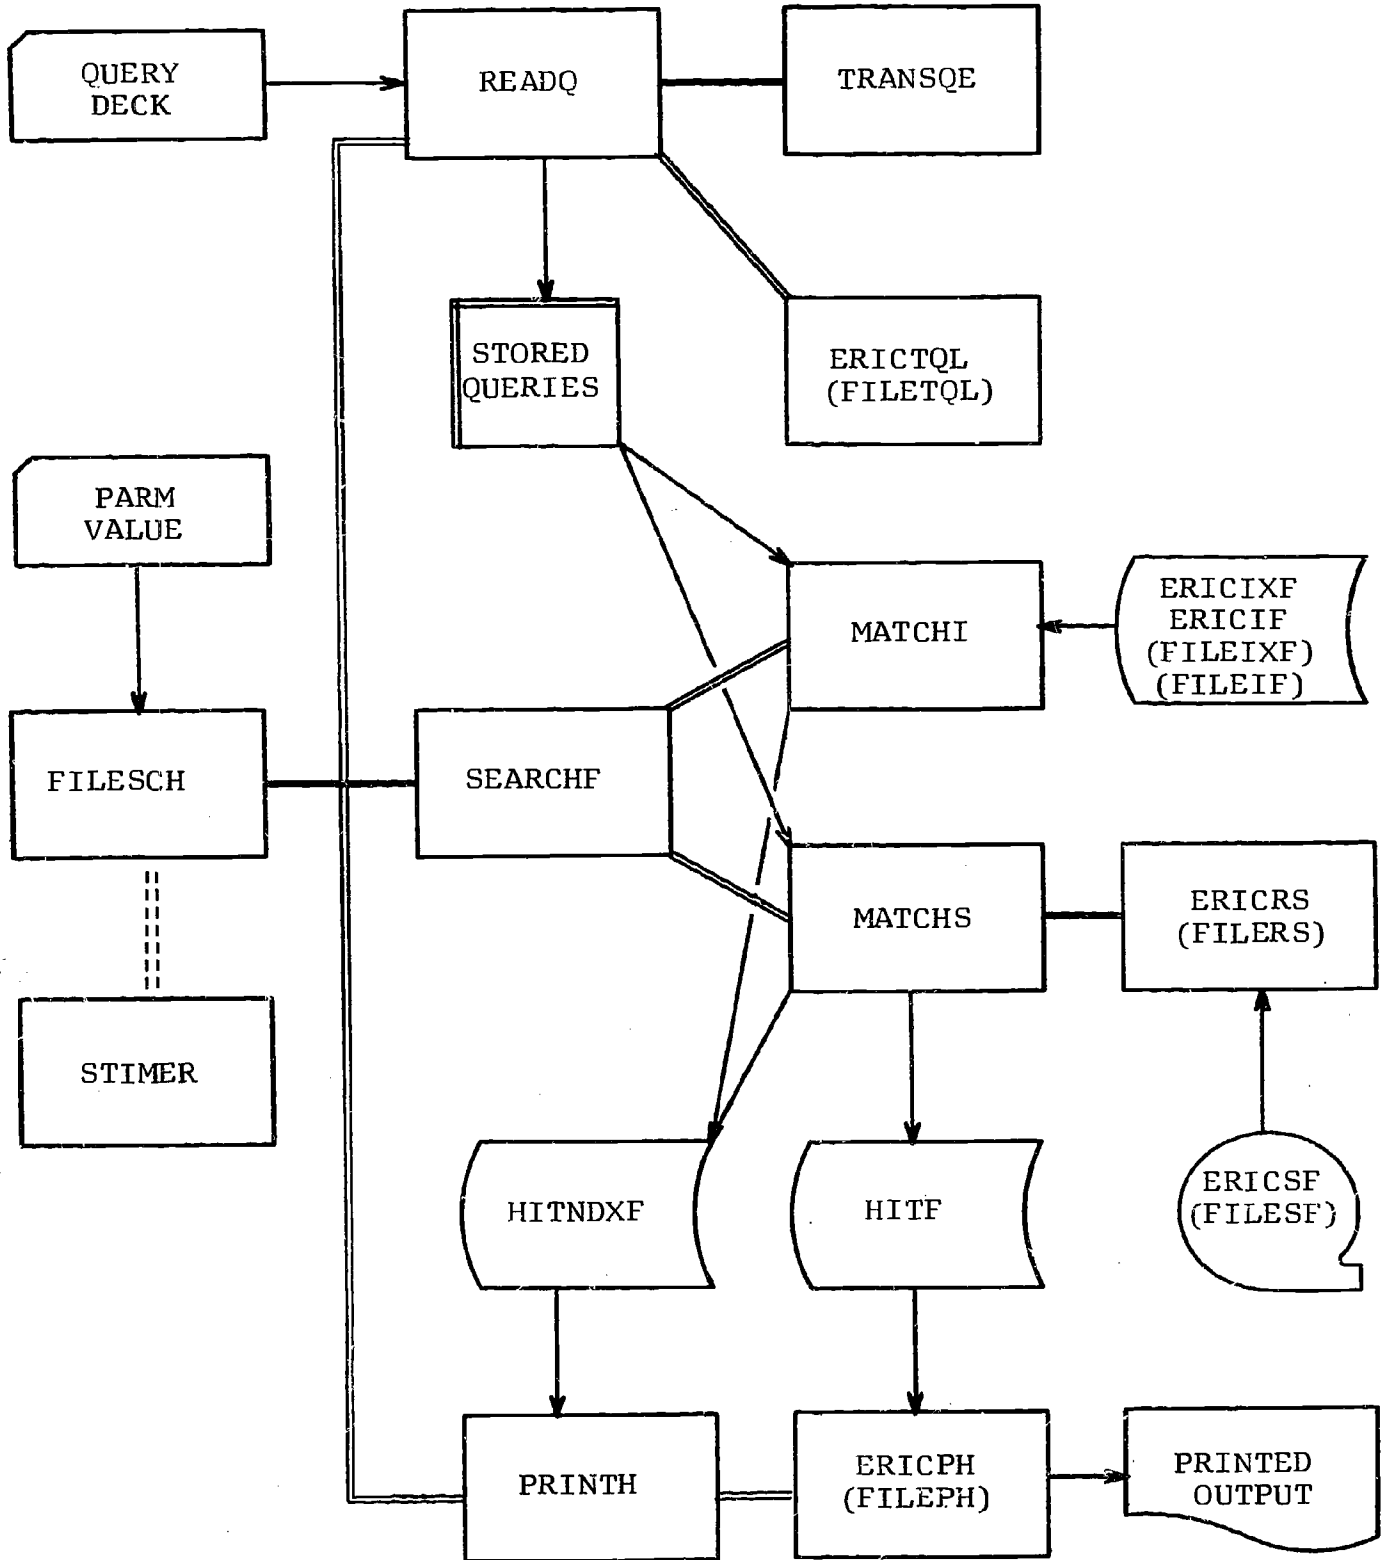 QUERY
DECK
READQ
TRANSQE
STORED
QUERIES
ERICTQL
(FILETQL)
PARM
VALUE
MATCHI
ERICIXF
ERICIF
(FILEIXF)
(FILEIF)
FILESCH
SEARCHF
MATCHS
ERICRS
(FILERS)
STIMER
HITNDXF
HITF
ERICSF
(FILESF)
PRINTH
ERICPH
(FILEPH)
PRINTED
OUTPUT